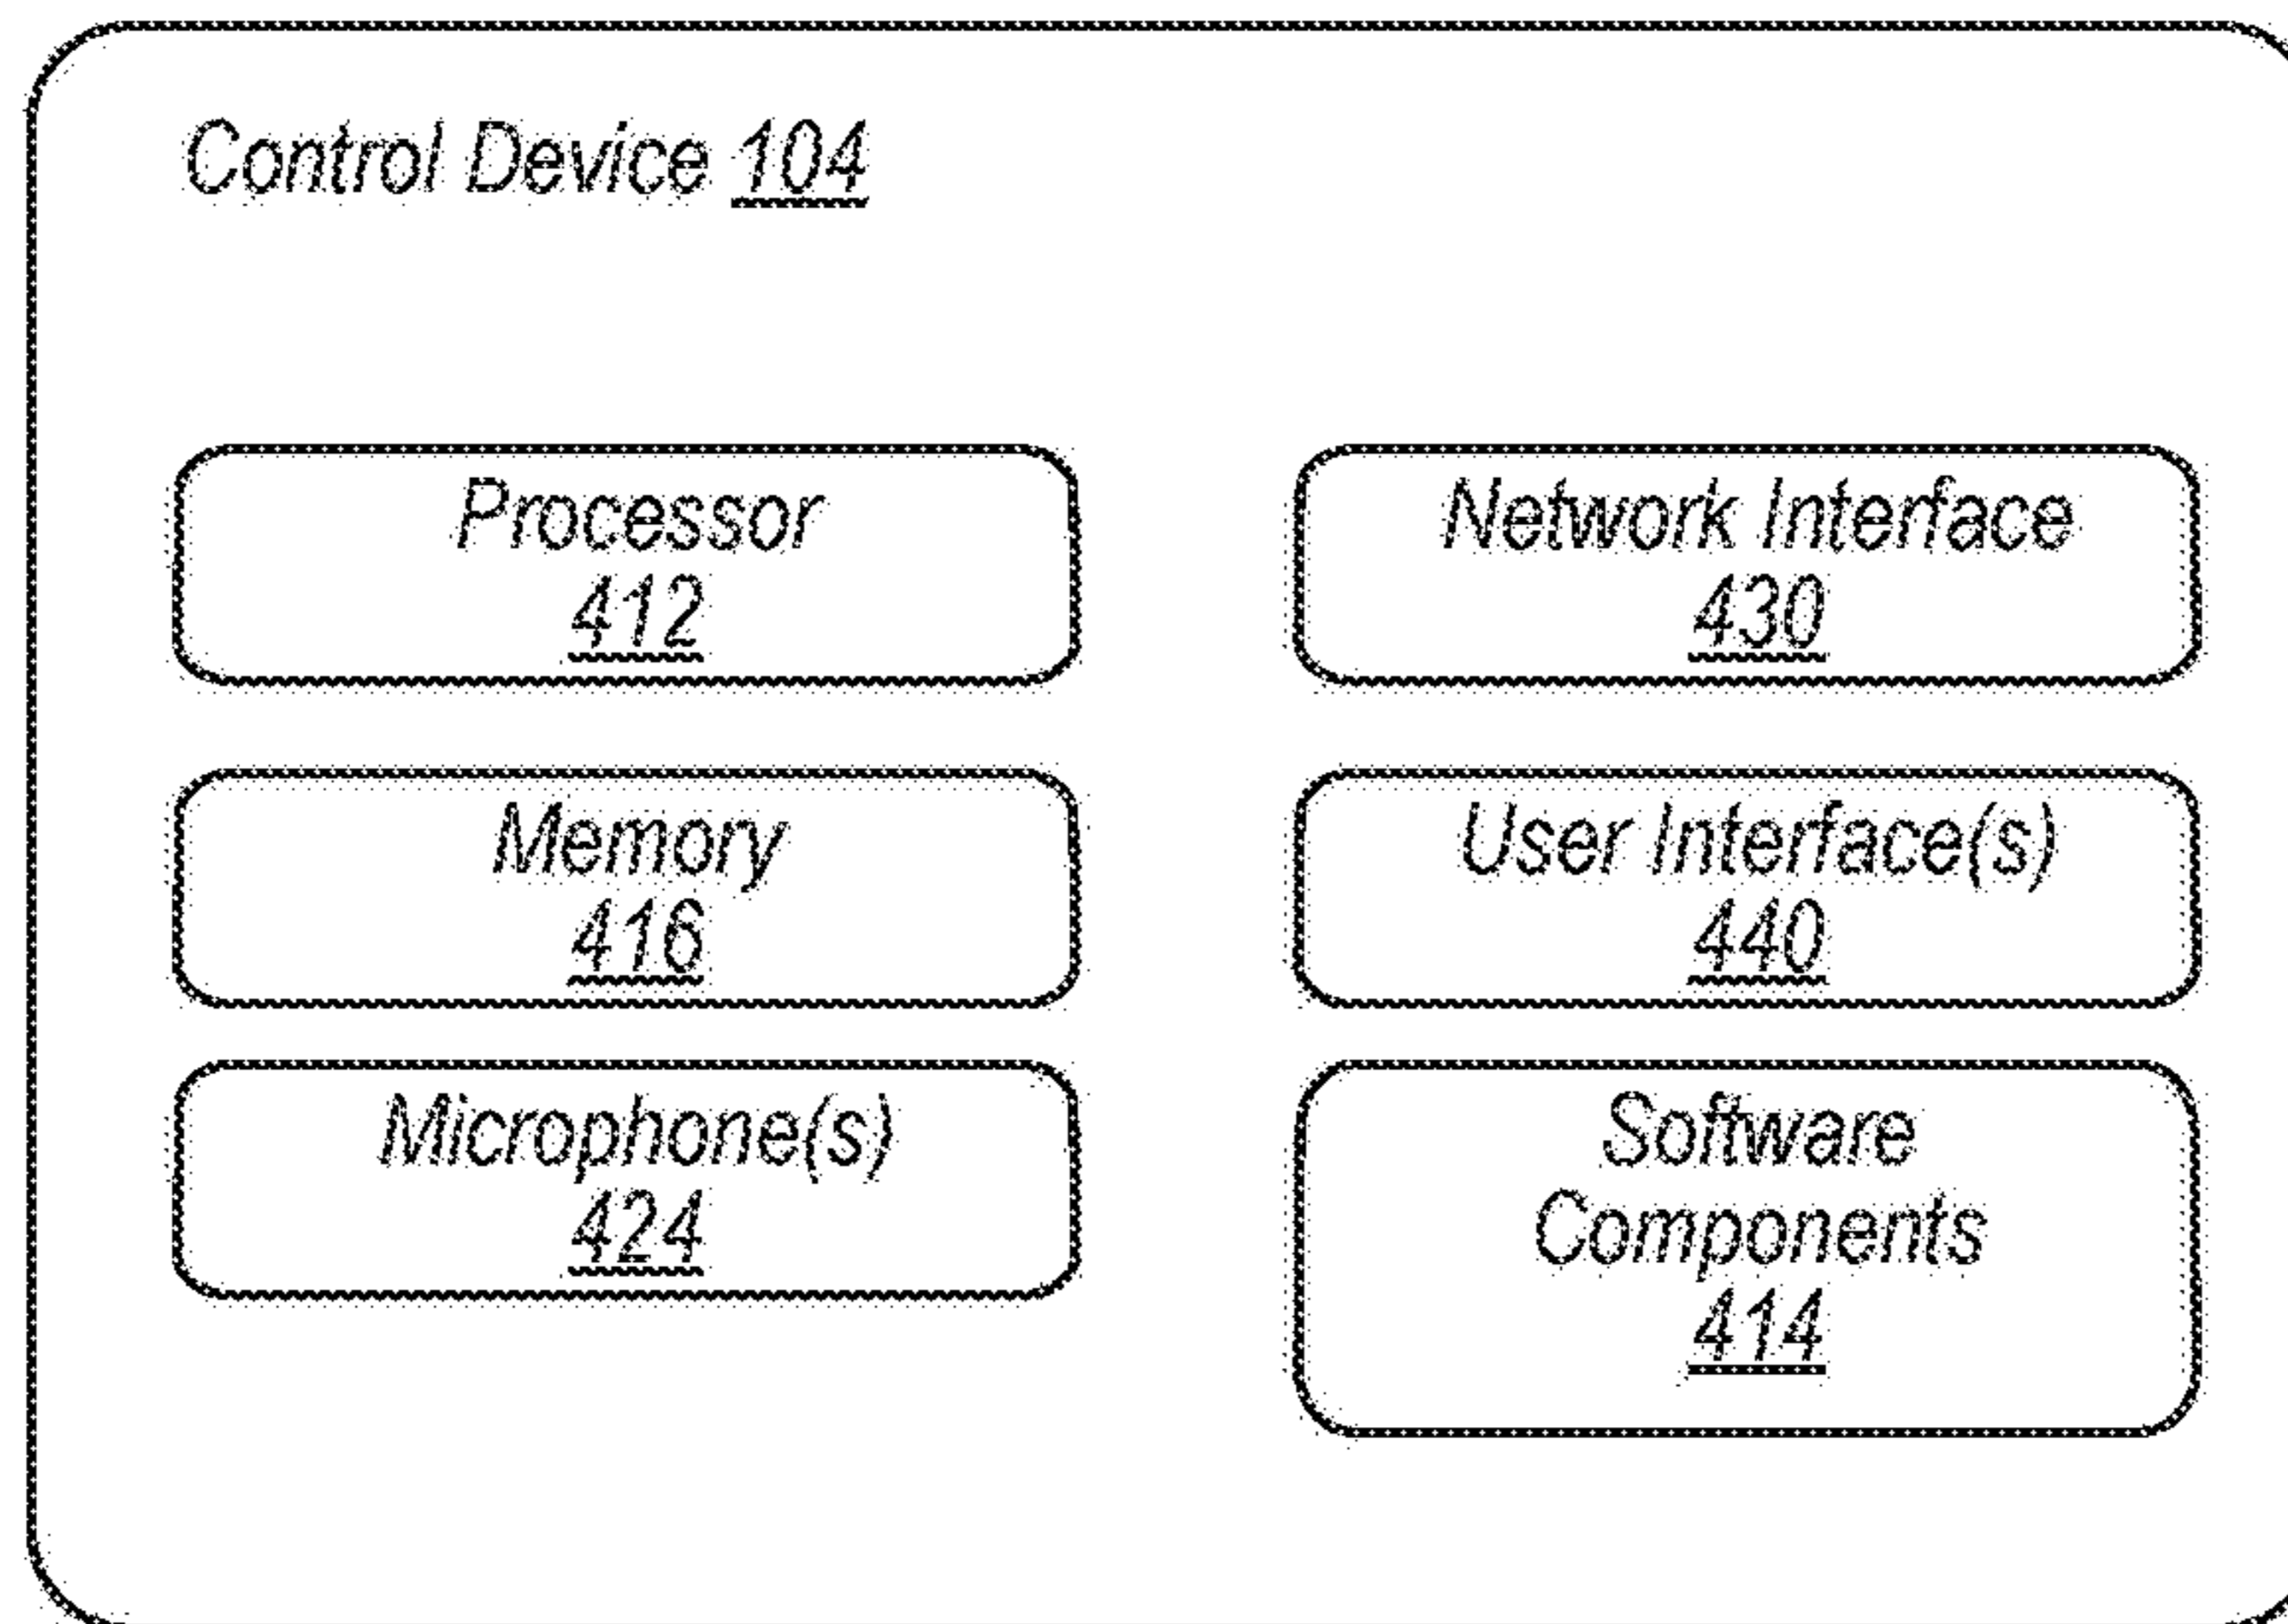 Control Device 104
Processor
412
Network Interface
430
Memory
416
User Interface(s)
440
Microphone(s)
424
Software
Components
414